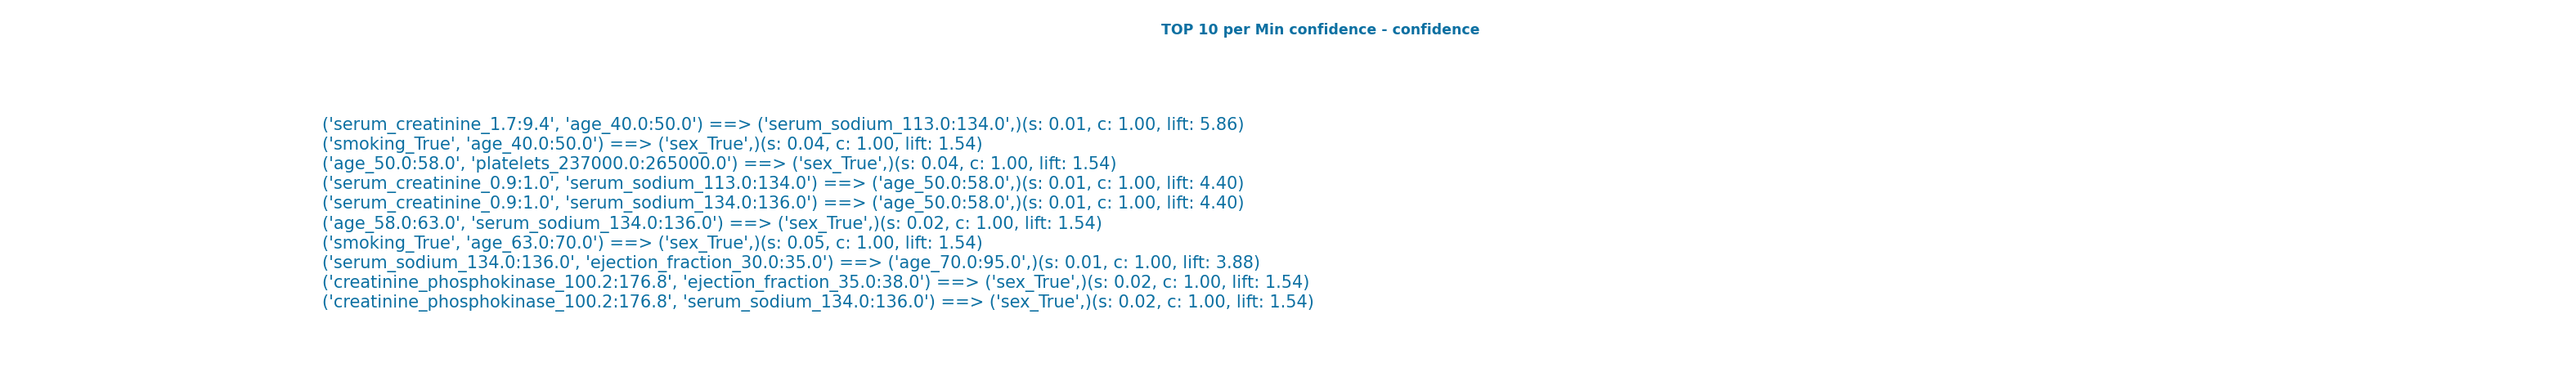 TOP 10 per Min confidence - confidence
('serum_creatinine_1.7:9.4', 'age_40.0:50.0') ==> ('serum_sodium_113.0:134.0',)(s: 0.01, c: 1.00, lift: 5.86)
('smoking_True', 'age_40.0:50.0') ==> ('sex_True',)(s: 0.04, c: 1.00, lift: 1.54)
('age_50.0:58.0', 'platelets_237000.0:265000.0') ==> ('sex_True',)(s: 0.04, c: 1.00, lift: 1.54)
('serum_creatinine_0.9:1.0', 'serum_sodium_113.0:134.0') ==> ('age_50.0:58.0',)(s: 0.01, c: 1.00, lift: 4.40)
('serum_creatinine_0.9:1.0', 'serum_sodium_134.0:136.0') ==> ('age_50.0:58.0',)(s: 0.01, c: 1.00, lift: 4.40)
('age_58.0:63.0', 'serum_sodium_134.0:136.0') ==> ('sex_True',)(s: 0.02, c: 1.00, lift: 1.54)
('smoking_True', 'age_63.0:70.0') ==> ('sex_True',)(s: 0.05, c: 1.00, lift: 1.54)
('serum_sodium_134.0:136.0', 'ejection_fraction_30.0:35.0') ==> ('age_70.0:95.0',)(s: 0.01, c: 1.00, lift: 3.88)
('creatinine_phosphokinase_100.2:176.8', 'ejection_fraction_35.0:38.0') ==> ('sex_True',)(s: 0.02, c: 1.00, lift: 1.54)
('creatinine_phosphokinase_100.2:176.8', 'serum_sodium_134.0:136.0') ==> ('sex_True',)(s: 0.02, c: 1.00, lift: 1.54)